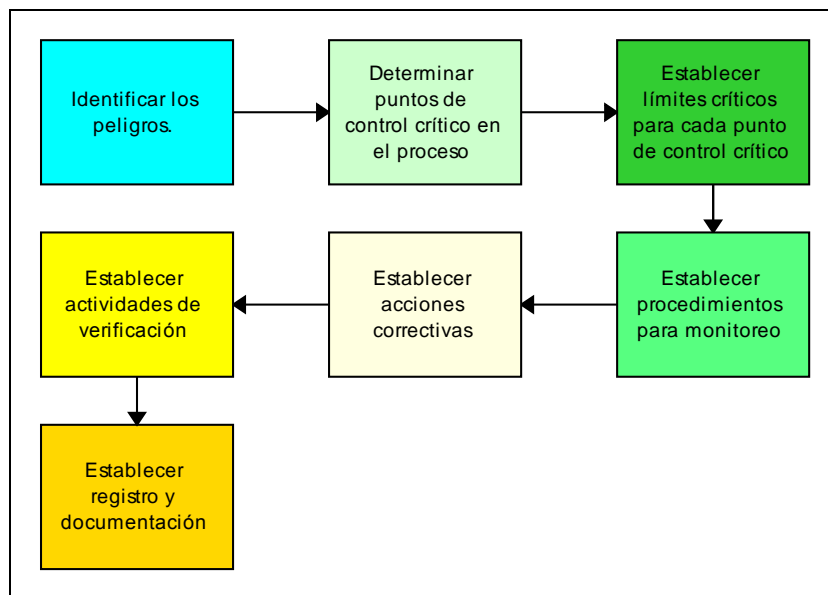 Identificar los
peligros.
Determinar
puntos de
control crítico en
el proceso
Establecer
límites críticos
para cada punto
de control crítico
Establecer
procedimientos
para monitoreo
Establecer
acciones
correctivas
Establecer
actividades de
verificación
Establecer
registro y
documentación